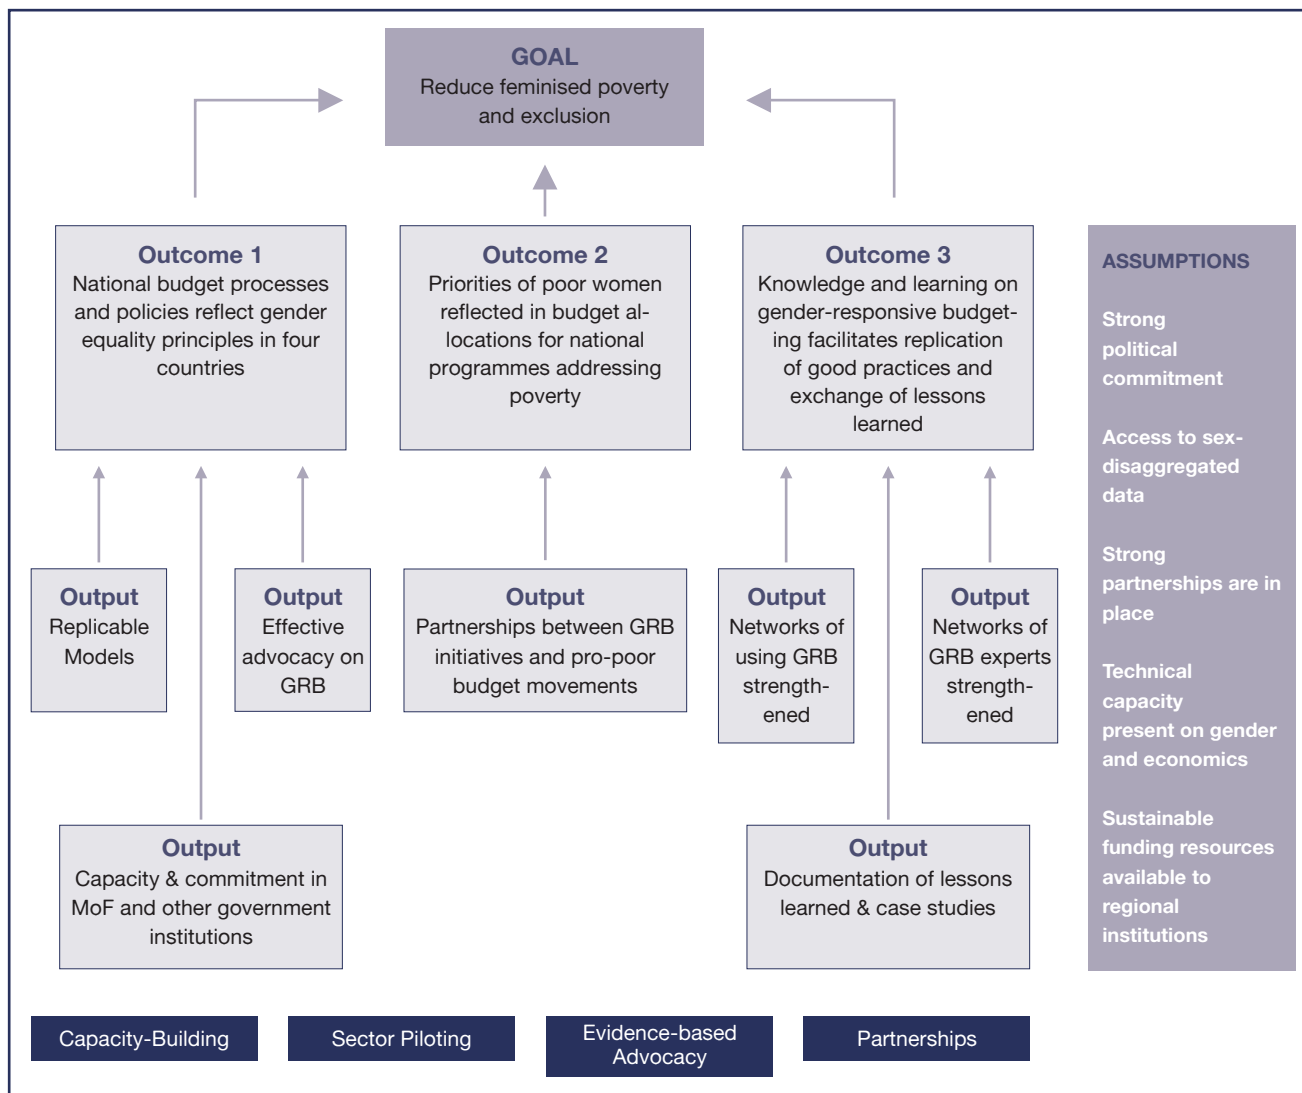 GOAL
Reduce feminised poverty
and exclusion
Outcome 1
National budget processes
and policies reflect gender
equality principles in four
countries
Outcome 2
Priorities of poor women
reflected in budget al-
locations for national
programmes addressing
poverty
Outcome 3
Knowledge and learning on
gender-responsive budget-
ing facilitates replication
of good practices and
exchange of lessons
learned
Output
Replicable
Models
Output
Effective
advocacy on
GRB
Output
Partnerships between GRB
initiatives and pro-poor
budget movements
Output
Networks of
using GRB
strength-
ened
Output
Networks of
GRB experts
strength-
ened
Output
Capacity & commitment in
MoF and other government
institutions
Output
Documentation of lessons
learned & case studies
ASSUMPTIONS
Strong
political
commitment
Access to sex-
disaggregated
data
Strong
partnerships are in
place
Technical
capacity
present on gender
and economics
Sustainable
funding resources
available to
regional
institutions
Capacity-Building
Sector Piloting
Evidence-based
Advocacy
Partnerships